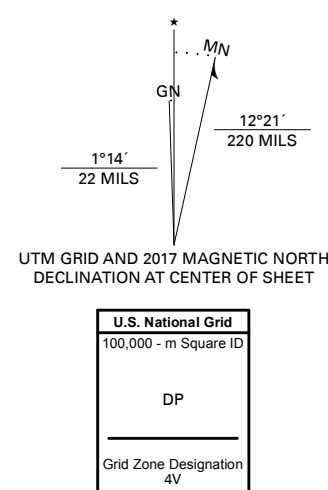 ★
MN
GN
12°21´
220 MILS
1°14´
22 MILS
UTM GRID AND 2017 MAGNETIC NORTH
DECLINATION AT CENTER OF SHEET
U.S. National Grid
100,000 - m Square ID
DP
Grid Zone Designation
4V